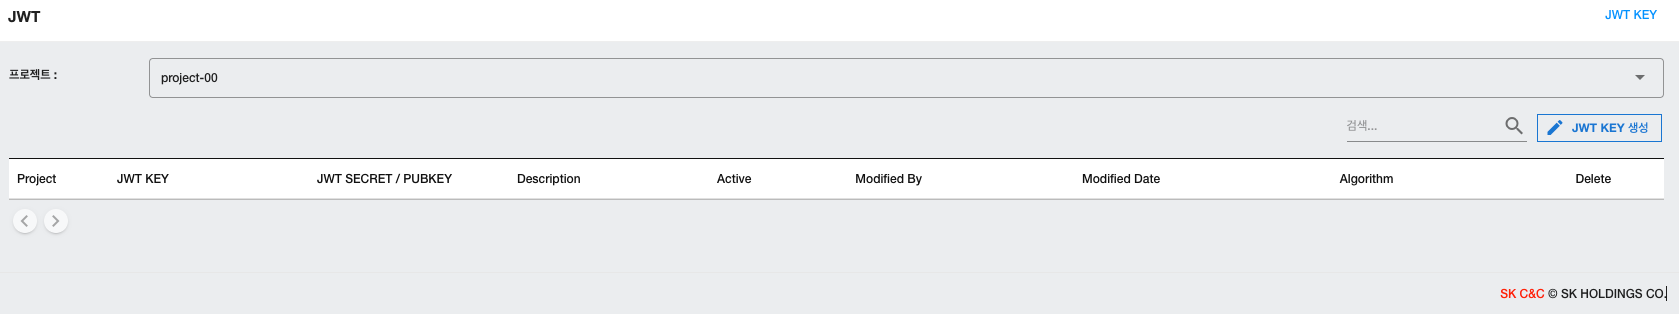 JWT
JWT KEY
프로젝트 :
project-00
검색...
JWT KEY 생성
Project JWT KEY JWT SECRET / PUBKEY Description Active Modified By Modified Date Algorithm Delete
SK C&C © SK HOLDINGS CO.